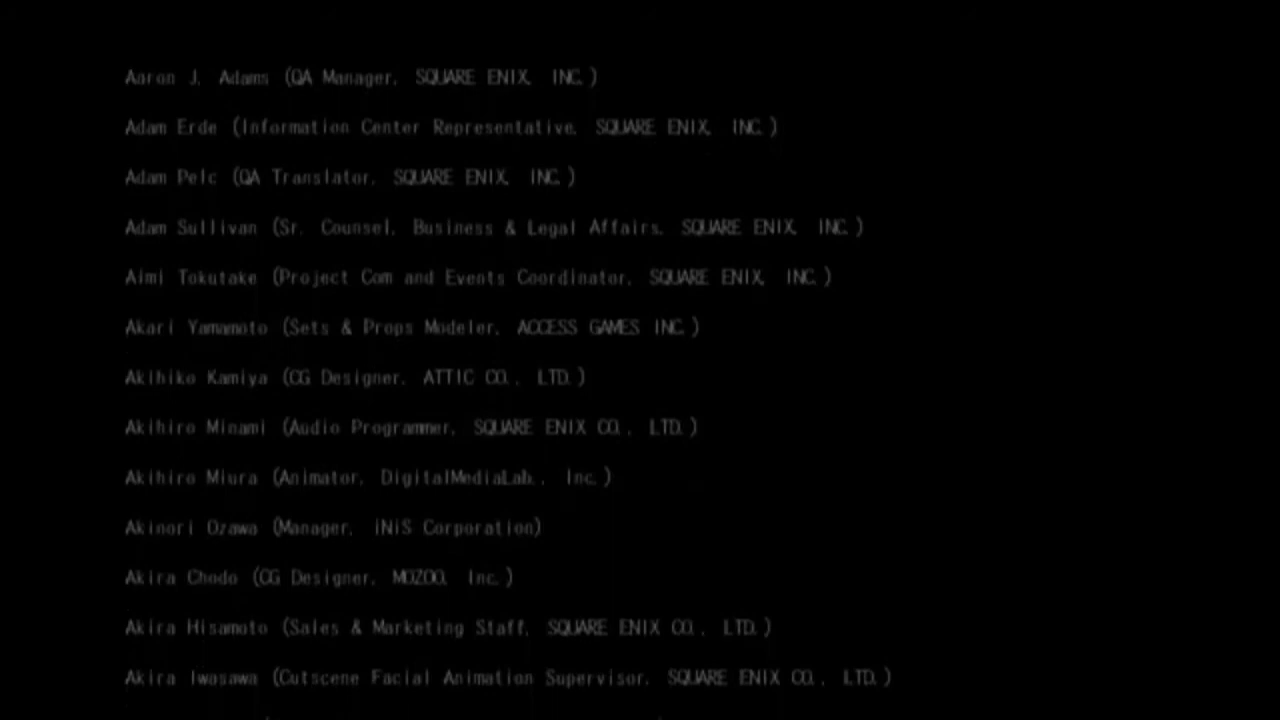 Aaron J. Adams (QA Manager, SQUARE ENIX, INC.)
Adam Erde (Information Center Representative, SQUARE ENIX, INC.)
Adam Pelc (QA Translator, SQUARE ENIX, INC.)
Adam Sullivan (Sr. Counsel, Business & Legal Affairs, SQUARE ENIX, INC.)
Aimi Tokutake (Project Com and Events Coordinator, SQUARE ENIX, INC.)
Akari Yamamoto (Sets & Props Modeler, ACCESS GAMES INC.)
Akihiko Kamiya (CG Designer, ATTIC CO., LTD.)
Akihiro Minami (Audio Programmer, SQUARE ENIX CO., LTD.)
Akihiro Miura (Animator, DigitalMediaLab., Inc.)
Akinori Ozawa (Manager, iNiS Corporation)
Akira Chodo (CG Designer, MOZOO, Inc.)
Akira Hisamoto (Sales & Marketing Staff, SQUARE ENIX CO., LTD.)
Akira Iwasawa (Cutscene Facial Animation Supervisor, SQUARE ENIX CO., LTD.)